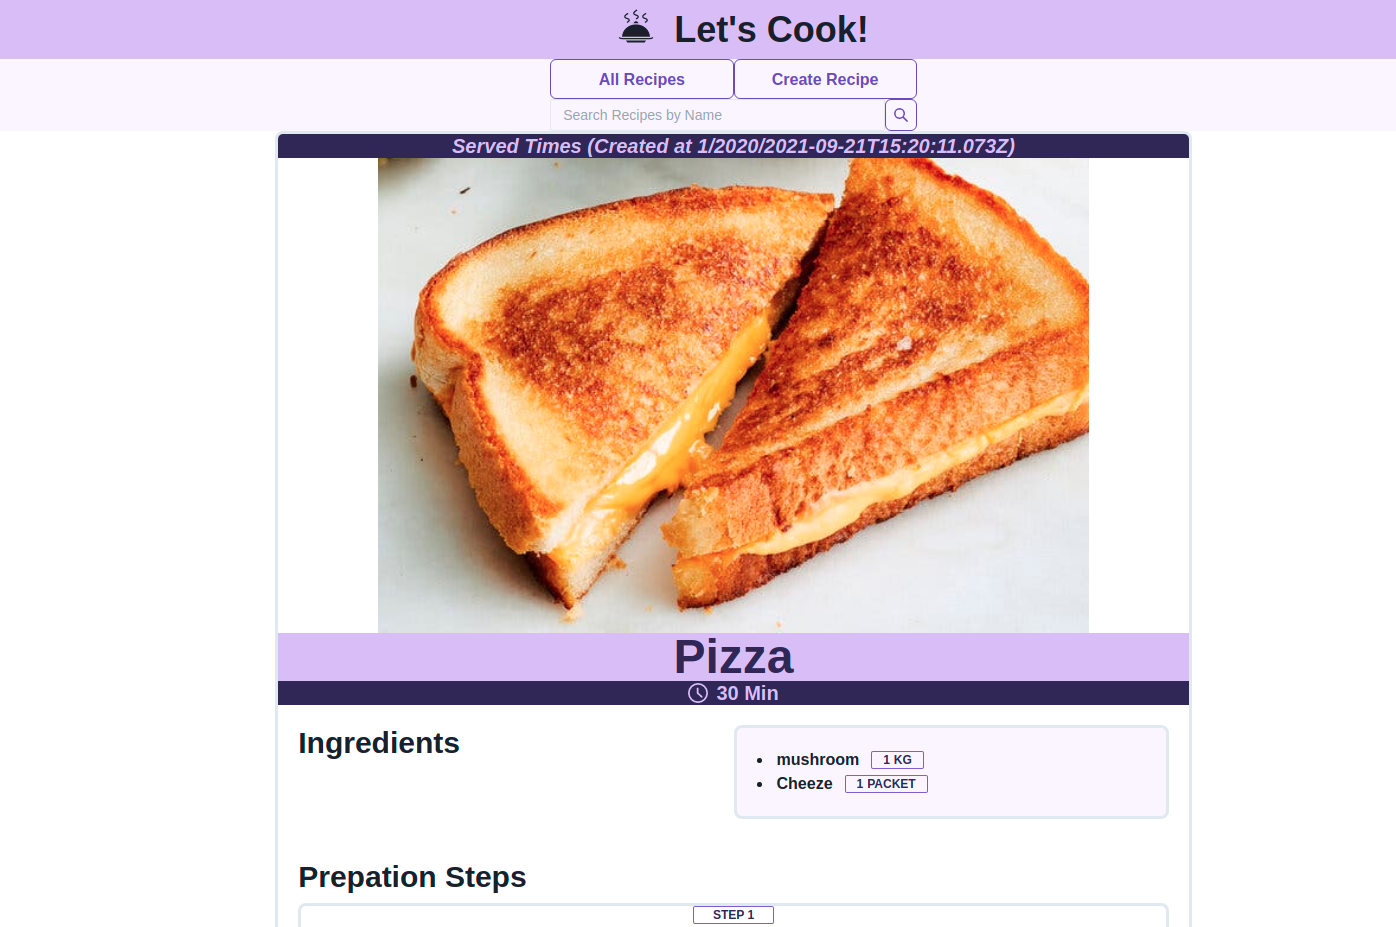 Let's Cook!
All Recipes
Create Recipe
Search Recipes by Name
Served Times (Created at 1/2020/2021-09-21T15:20:11.073Z)
Pizza
30 Min
Ingredients
mushroom 1 KG
Cheeze 1 PACKET
Prepation Steps
STEP 1